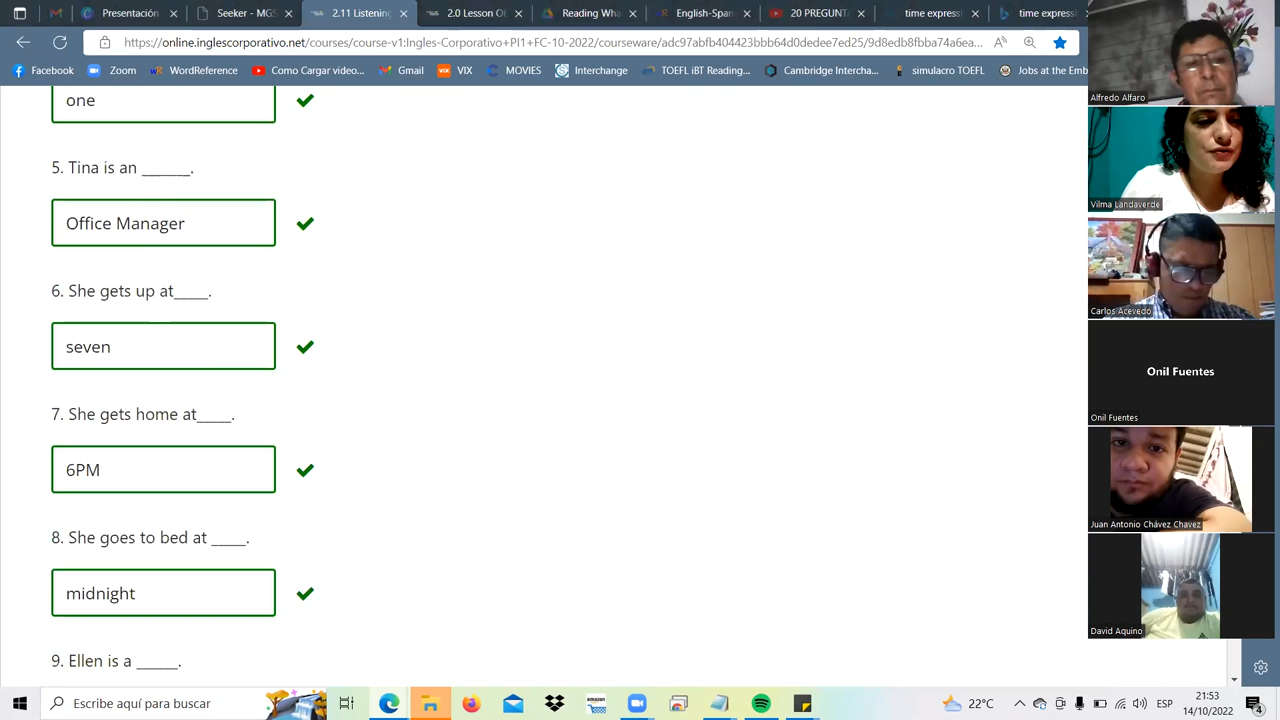 Presentación
Seeker - MGS
2.11 Listening
2.0 Lesson Ob
Reading Wha
English-Span
20 PREGUNTA
time express
time express
https://online.inglescorporativo.net/courses/course-v1:Ingles-Corporativo+PI1+FC-10-2022/courseware/adc97abfb404423bbb64d0dedee7ed25/9d8edb8fbba74a6ea...
Facebook
Zoom
WordReference
Como Cargar video...
Gmail
VIX
MOVIES
Interchange
TOEFL iBT Reading...
Cambridge Intercha...
simulacro TOEFL
Jobs at the Emb
one
5. Tina is an ______.
Office Manager
6. She gets up at____.
seven
7. She gets home at____.
6PM
8. She goes to bed at ____.
midnight
9. Ellen is a _____.
Alfredo Alfaro
Vilma Landaverde
Carlos Acevedo
Onil Fuentes
Onil Fuentes
Juan Antonio Chávez Chavez
David Aquino
Escribe aquí para buscar
amazon
22°C
ESP
21:53
14/10/2022
4